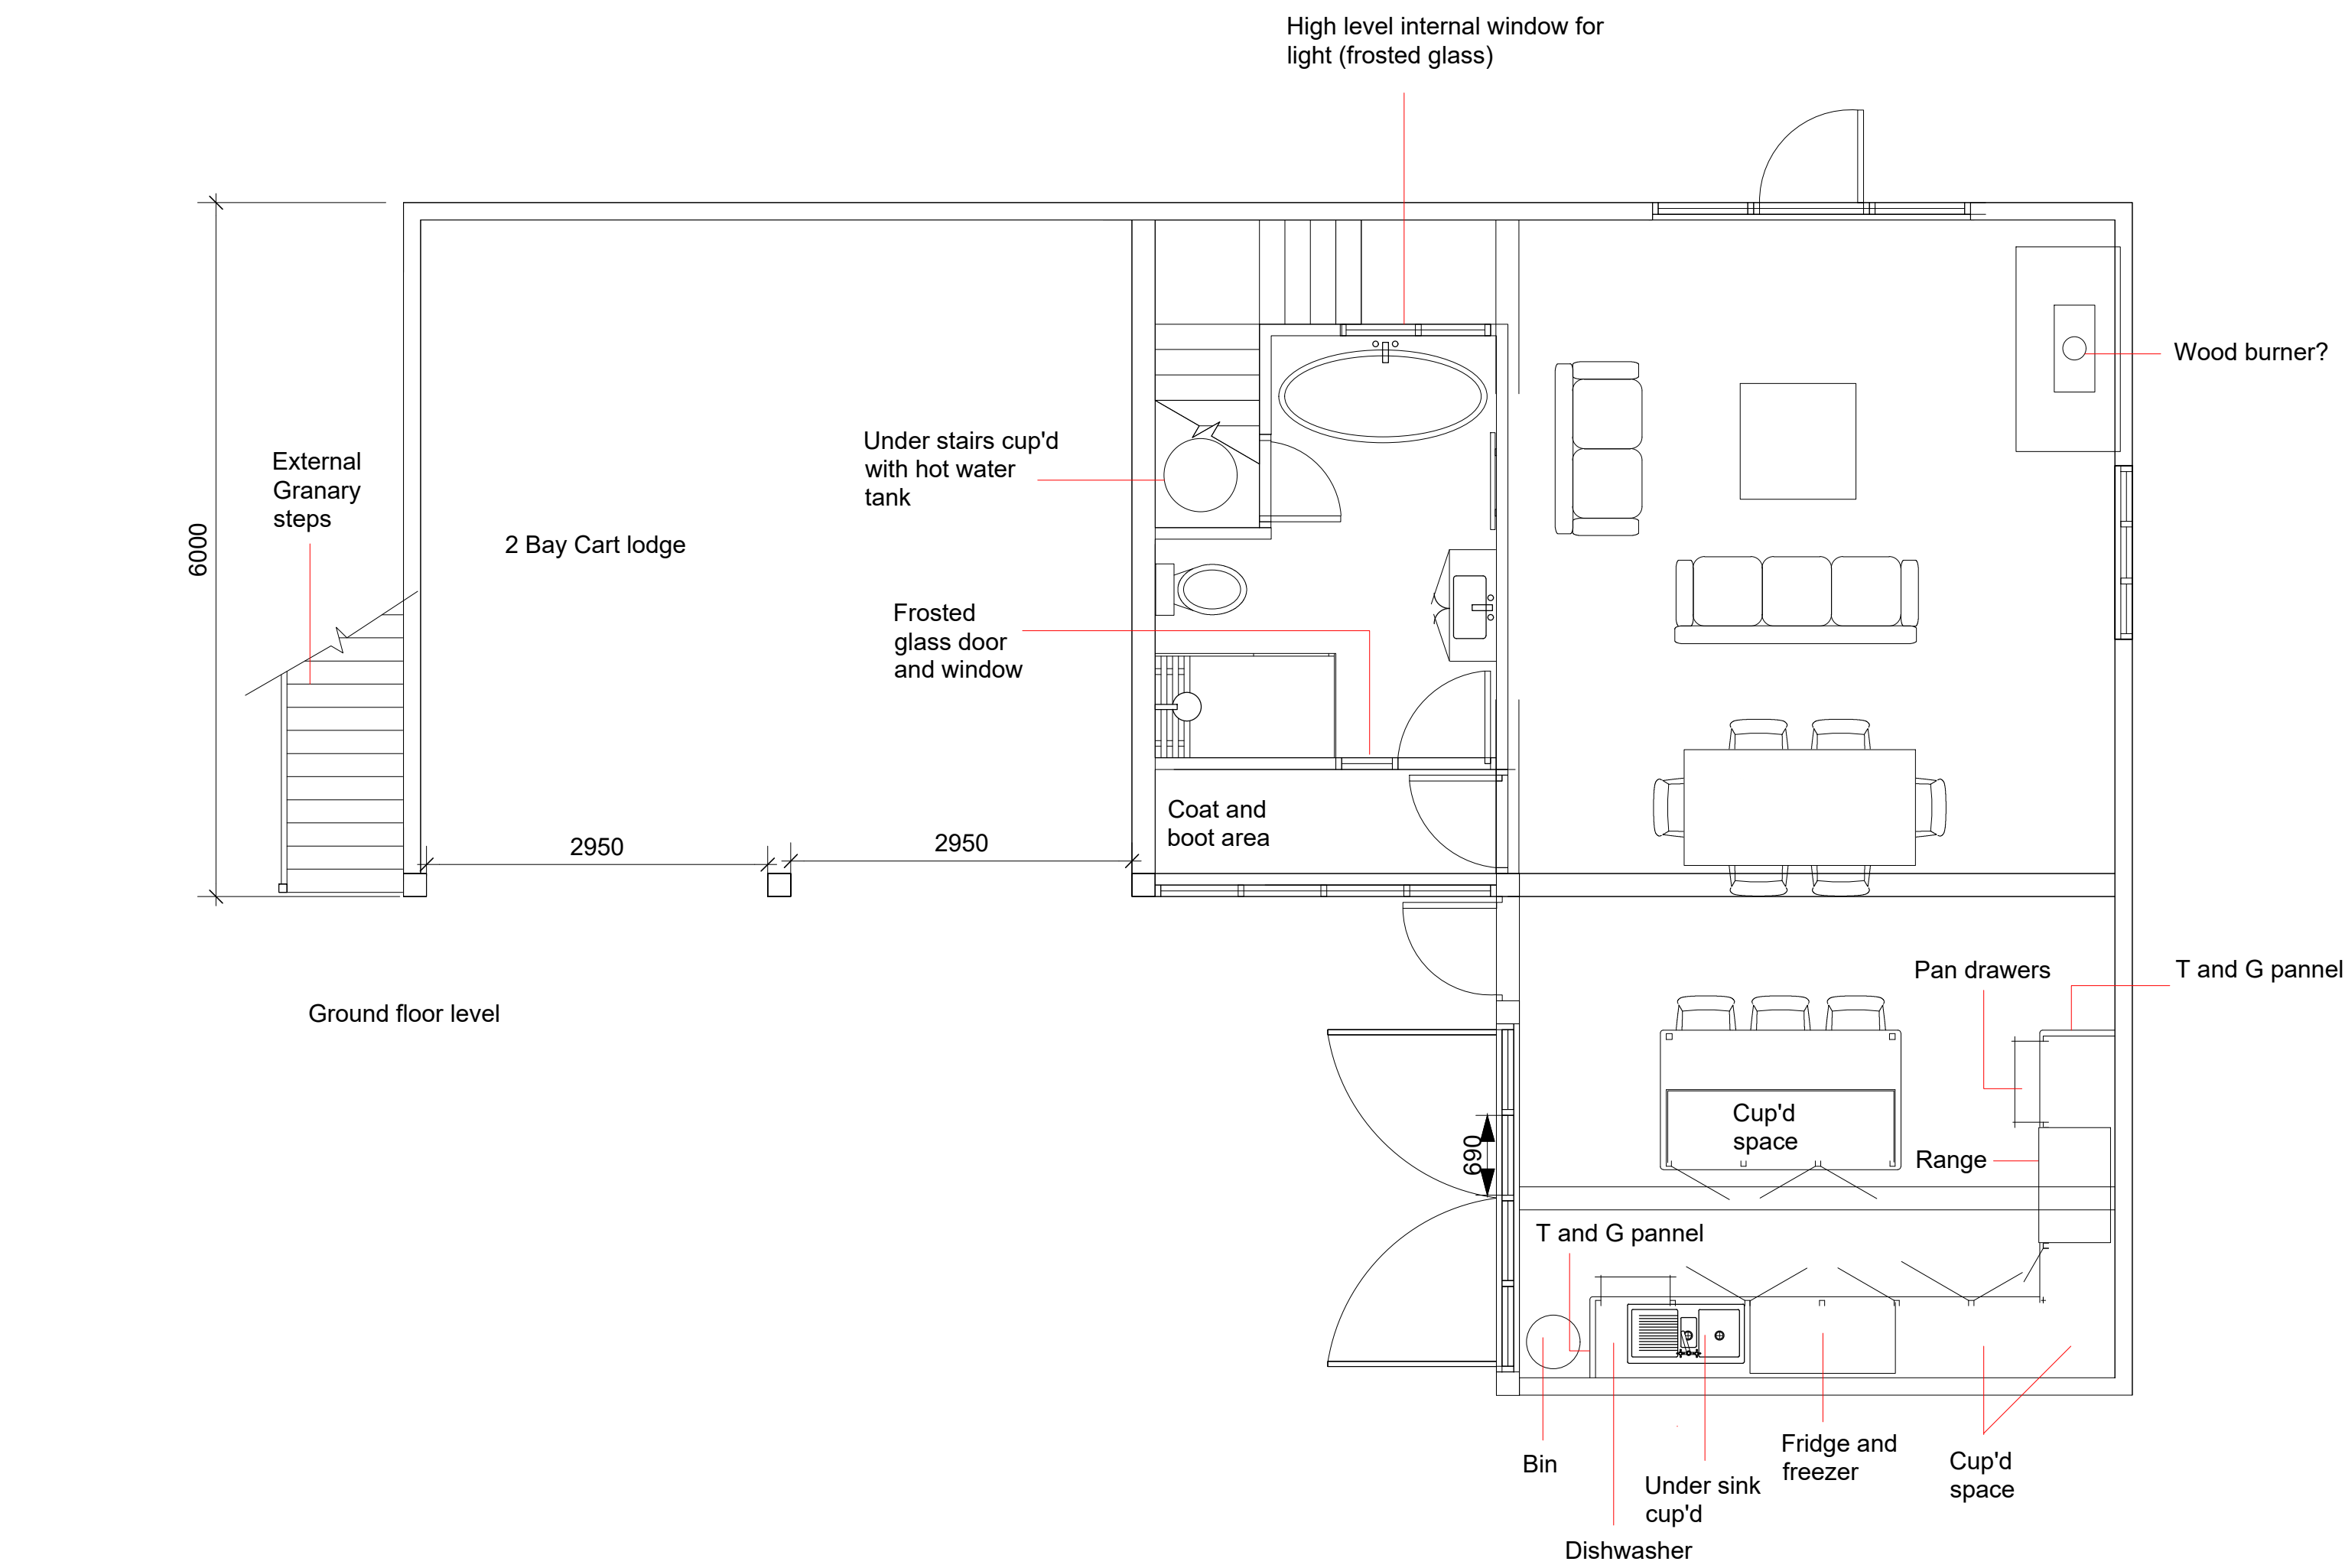 High level internal window for
light (frosted glass)
Wood burner?
Under stairs cup'd
with hot water
tank
External
Granary
steps
6000
2 Bay Cart lodge
Frosted
glass door
and window
Coat and
boot area
2950
2950
Ground floor level
Pan drawers
T and G pannel
Cup'd
space
690
Range
T and G pannel
Bin
Fridge and
freezer
Cup'd
space
Under sink
cup'd
Dishwasher